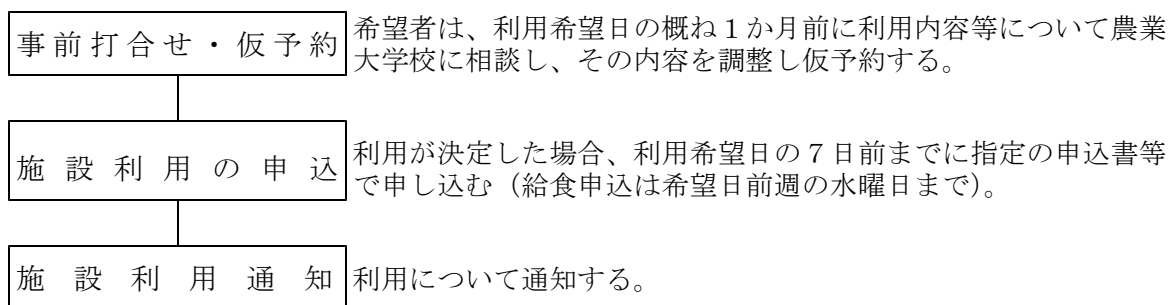 事前打合せ・仮予約
希望者は、利用希望日の概ね1か月前に利用内容等について農業
大学校に相談し、その内容を調整し仮予約する。
施設利用の申込
利用が決定した場合、利用希望日の7日前までに指定の申込書等
で申し込む（給食申込は希望日前週の水曜日まで）。
施設利用通知
利用について通知する。